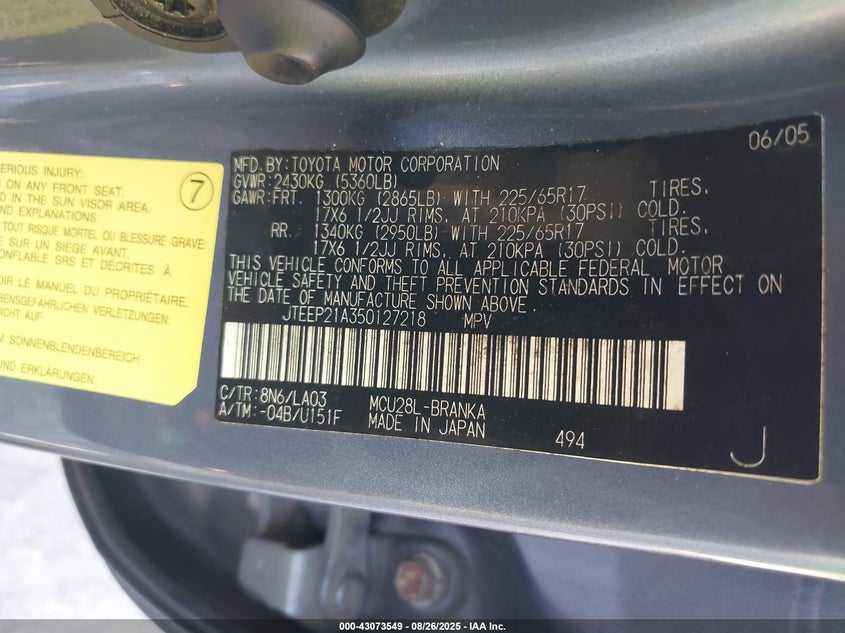 ERIOUS INJURY:
ON ANY FRONT SEAT.
D IN THE SUN VISOR AND
AND EXPLANATIONS.
TOUT RISQUE MORTEL OU BLESSURE GRAVE:
SUR UN SIÈGE AVANT.
ONFLABLE SRS ET DÉCRITES À
OIR LE MANUEL DU PROPRIÉTAIRE.
BENSGEFÄHRLICHEN VERLETZUNG:
NICHT AUF
M SONNENBLENDENBEREICH
UND ERKLÄRUNGEN.
7
06/05
MFD. BY: TOYOTA MOTOR CORPORATION
GVWR: 2430KG (5360LB)
GAWR: FRT. 1300KG (2865LB) WITH 225/65R17 TIRES,
17X6 1/2JJ RIMS, AT 210KPA (30PSI) COLD.
RR. 1340KG (2950LB) WITH 225/65R17 TIRES,
17X6 1/2JJ RIMS, AT 210KPA (30PSI) COLD.
THIS VEHICLE CONFORMS TO ALL APPLICABLE FEDERAL MOTOR
VEHICLE SAFETY AND THEFT PREVENTION STANDARDS IN EFFECT ON
THE DATE OF MANUFACTURE SHOWN ABOVE.
JTEEP21A350127218 MPV
C/TR: 8N6/LA03 MCU28L-BRANKA
A/TM: -04B/U151F MADE IN JAPAN 494
J
000-43073549 - 08/26/2025 - IAA Inc.